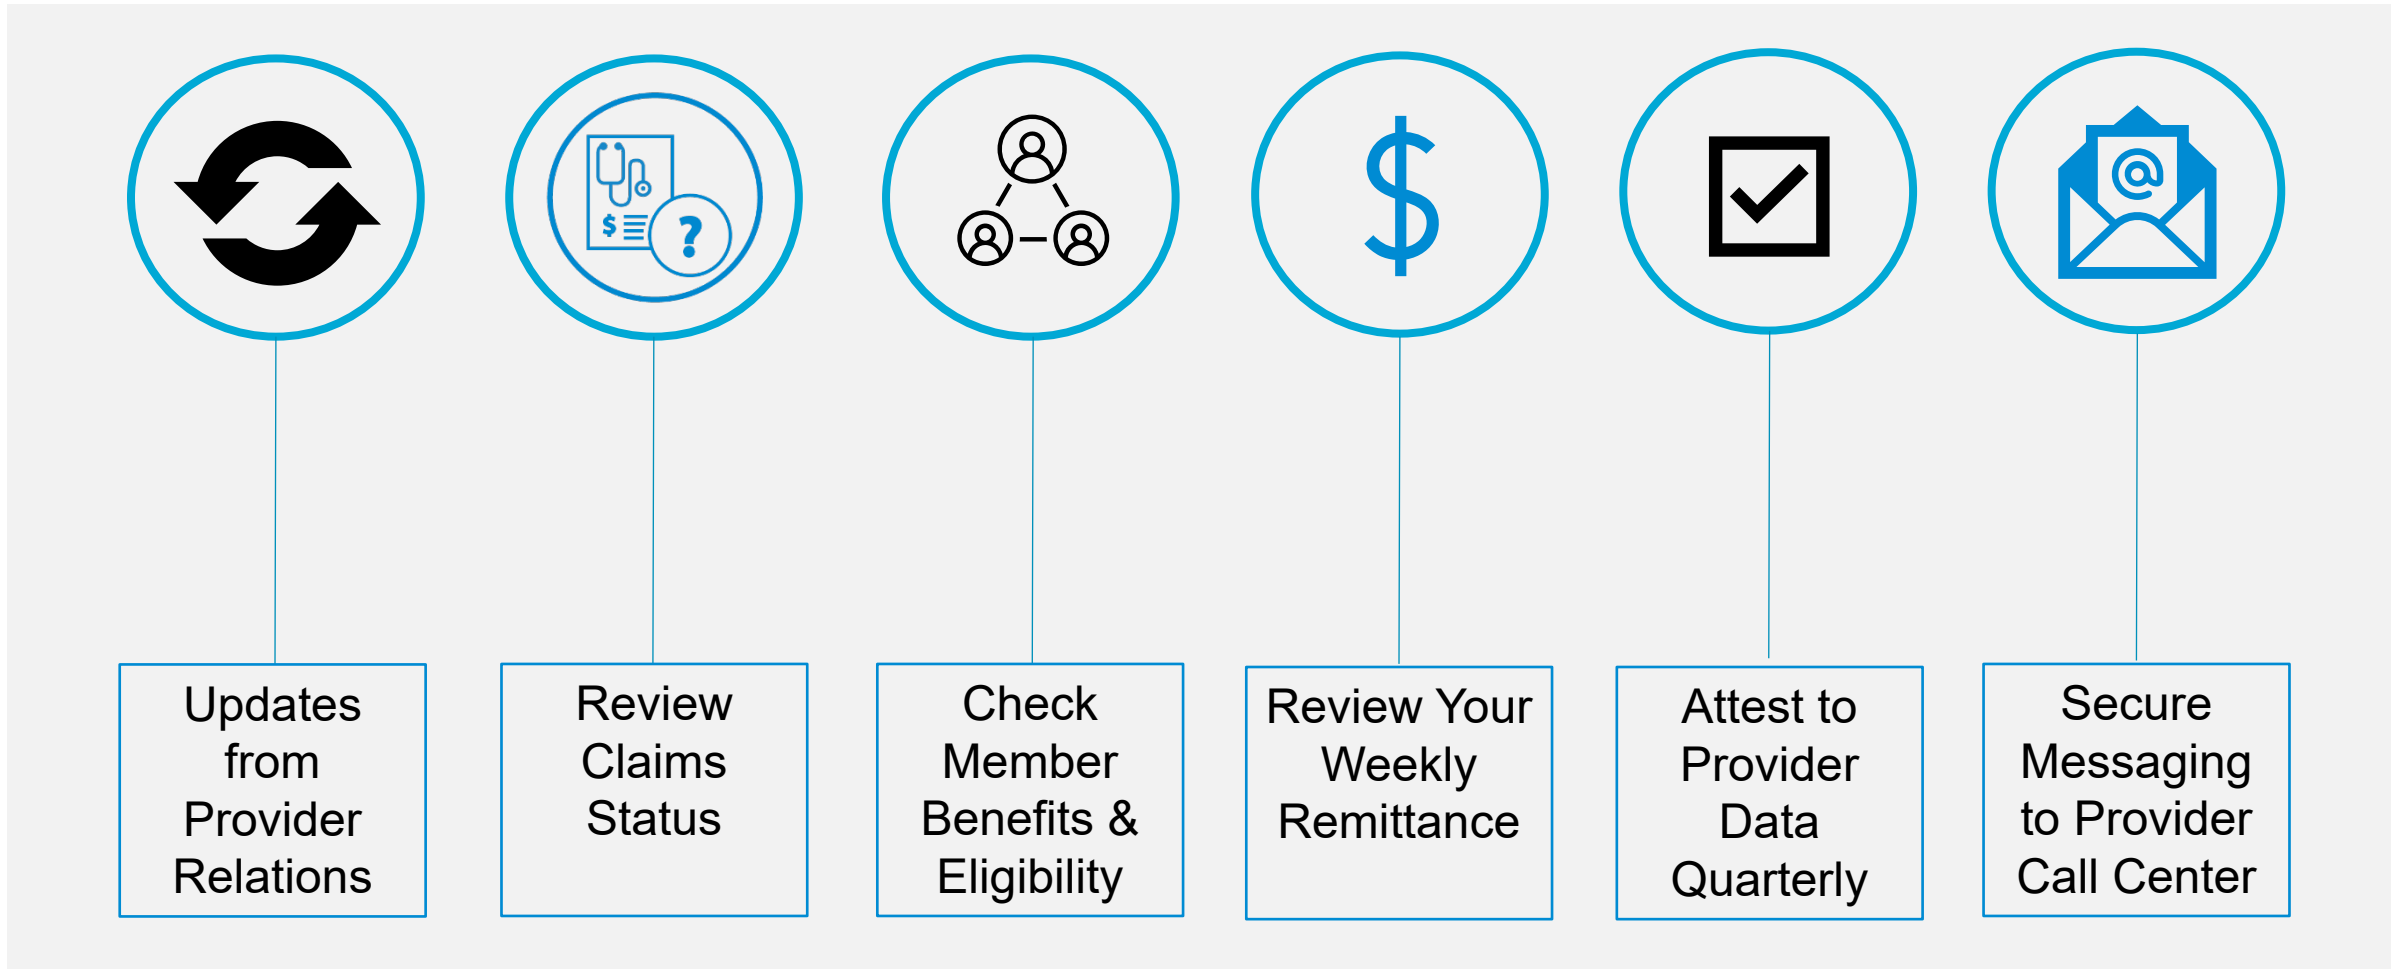 $
?
$
@
Updates
from
Provider
Relations
Review
Claims
Status
Check
Member
Benefits &
Eligibility
Review Your
Weekly
Remittance
Attest to
Provider
Data
Quarterly
Secure
Messaging
to Provider
Call Center